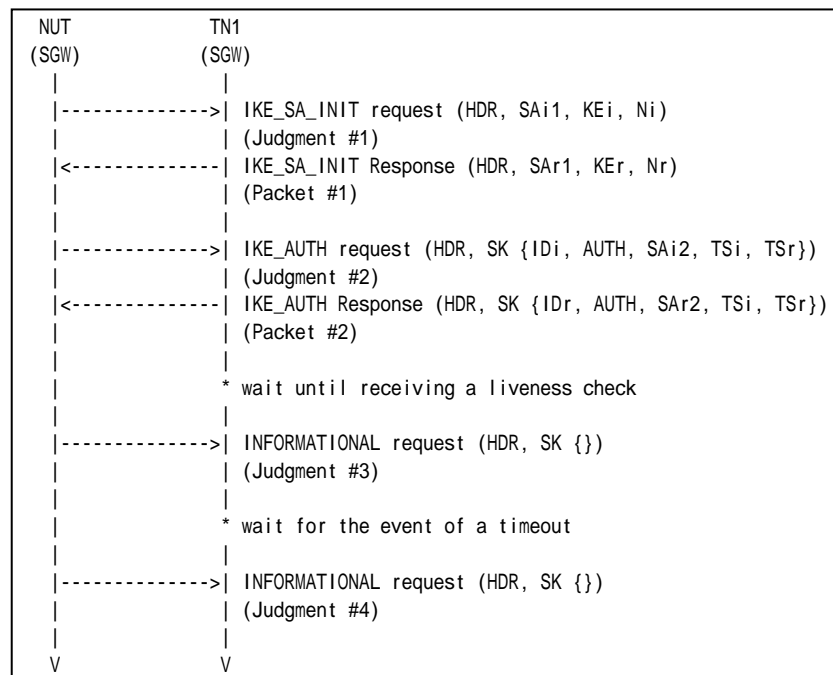 NUT TN1
(SGW) (SGW)
| |
|-------------->| IKE_SA_INIT request (HDR, SAi1, KEi, Ni)
| | (Judgment #1)
|<--------------| IKE_SA_INIT Response (HDR, SAr1, KEr, Nr)
| | (Packet #1)
| |
|-------------->| IKE_AUTH request (HDR, SK {IDi, AUTH, SAi2, TSi, TSr})
| | (Judgment #2)
|<--------------| IKE_AUTH Response (HDR, SK {IDr, AUTH, SAr2, TSi, TSr})
| | (Packet #2)
| |
| * wait until receiving a liveness check
| |
|-------------->| INFORMATIONAL request (HDR, SK {})
| | (Judgment #3)
| |
| * wait for the event of a timeout
| |
|-------------->| INFORMATIONAL request (HDR, SK {})
| | (Judgment #4)
| |
V V